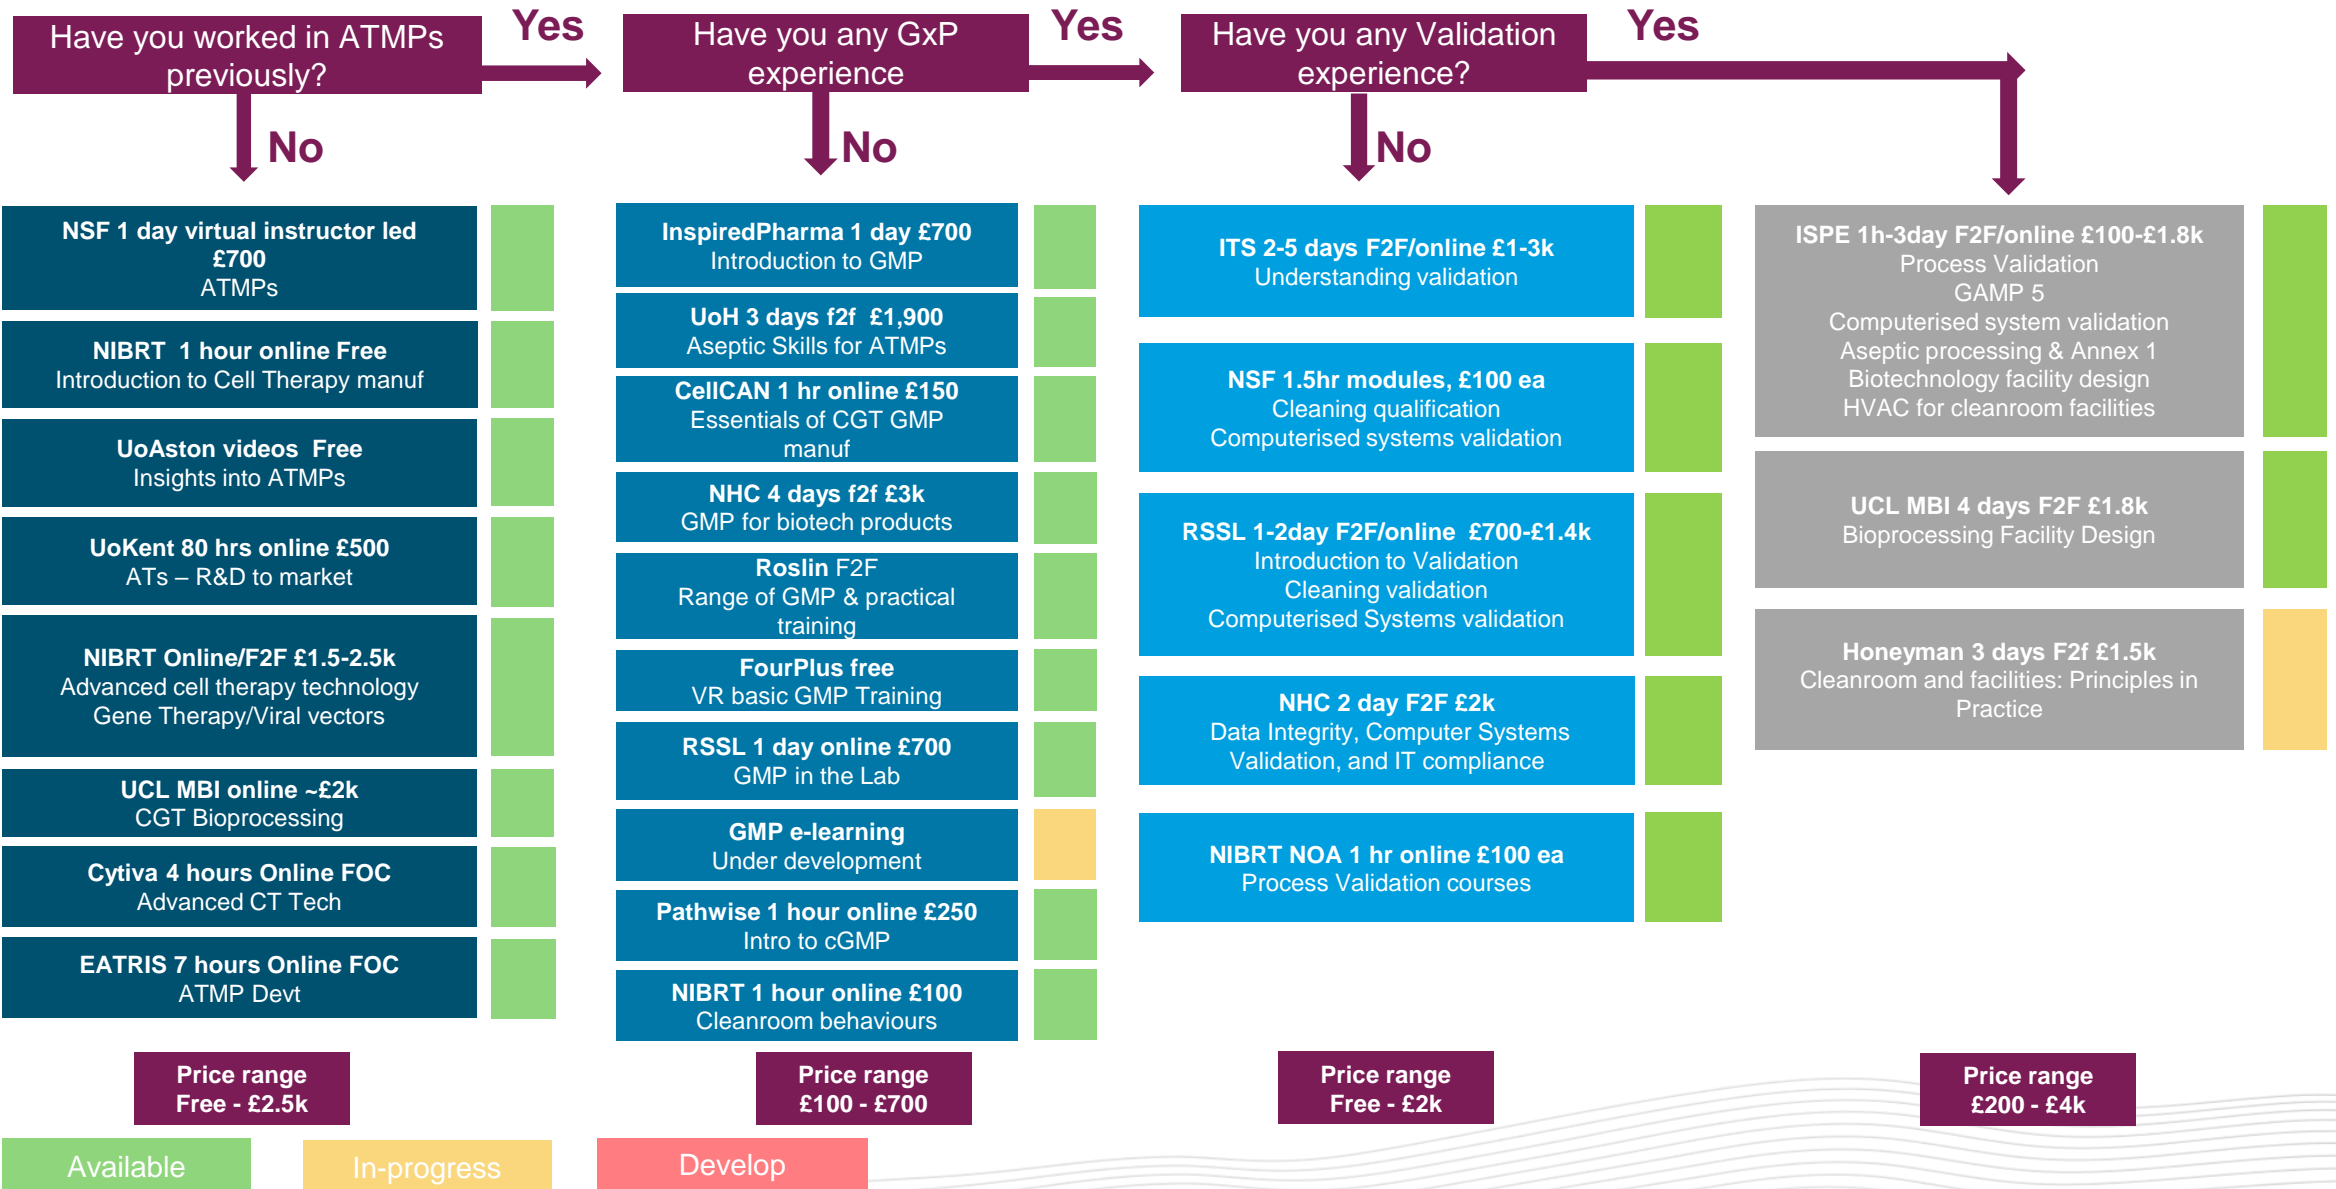 Have you worked in ATMPs
previously?
Yes
No
Have you any GxP
experience
Yes
No
Have you any Validation
experience?
Yes
No
NSF 1 day virtual instructor led
£700
ATMPs
NIBRT  1 hour online Free
Introduction to Cell Therapy manuf
UoAston videos  Free
Insights into ATMPs
UoKent 80 hrs online £500
ATs – R&D to market
NIBRT Online/F2F £1.5-2.5k
Advanced cell therapy technology
Gene Therapy/Viral vectors
UCL MBI online ~£2k
CGT Bioprocessing
Cytiva 4 hours Online FOC
Advanced CT Tech
EATRIS 7 hours Online FOC
ATMP Devt
Price range
Free - £2.5k
InspiredPharma 1 day £700
Introduction to GMP
UoH 3 days f2f  £1,900
Aseptic Skills for ATMPs
CellCAN 1 hr online £150
Essentials of CGT GMP
manuf
NHC 4 days f2f £3k
GMP for biotech products
Roslin F2F
Range of GMP & practical
training
FourPlus free
VR basic GMP Training
RSSL 1 day online £700
GMP in the Lab
GMP e-learning
Under development
Pathwise 1 hour online £250
Intro to cGMP
NIBRT 1 hour online £100
Cleanroom behaviours
Price range
£100 - £700
ITS 2-5 days F2F/online £1-3k
Understanding validation
NSF 1.5hr modules, £100 ea
Cleaning qualification
Computerised systems validation
RSSL 1-2day F2F/online  £700-£1.4k
Introduction to Validation
Cleaning validation
Computerised Systems validation
NHC 2 day F2F £2k
Data Integrity, Computer Systems
Validation, and IT compliance
NIBRT NOA 1 hr online £100 ea
Process Validation courses
Price range
Free - £2k
ISPE 1h-3day F2F/online £100-£1.8k
Process Validation
GAMP 5
Computerised system validation
Aseptic processing & Annex 1
Biotechnology facility design
HVAC for cleanroom facilities
UCL MBI 4 days F2F £1.8k
Bioprocessing Facility Design
Honeyman 3 days F2f £1.5k
Cleanroom and facilities: Principles in
Practice
Price range
£200 - £4k
Available
In-progress
Develop